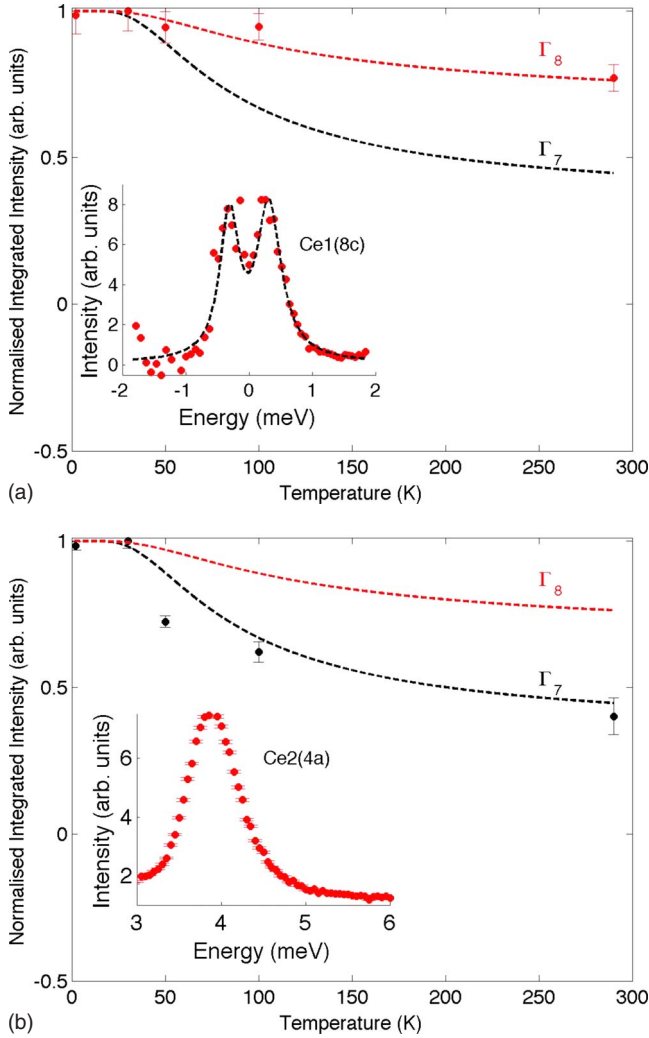 1
0.5
0
-0.5
Normalised Integrated Intensity (arb. units)
Γ8
Γ7
8
6
4
2
0
Intensity (arb. units)
Ce1(8c)
-2 -1 0 1 2
Energy (meV)
0 50 100 150 200 250 300
(a) Temperature (K)
1
0.5
0
-0.5
Normalised Integrated Intensity (arb. units)
Γ8
Γ7
6
4
2
Intensity (arb. units)
Ce2(4a)
3 4 5 6
Energy (meV)
0 50 100 150 200 250 300
(b) Temperature (K)